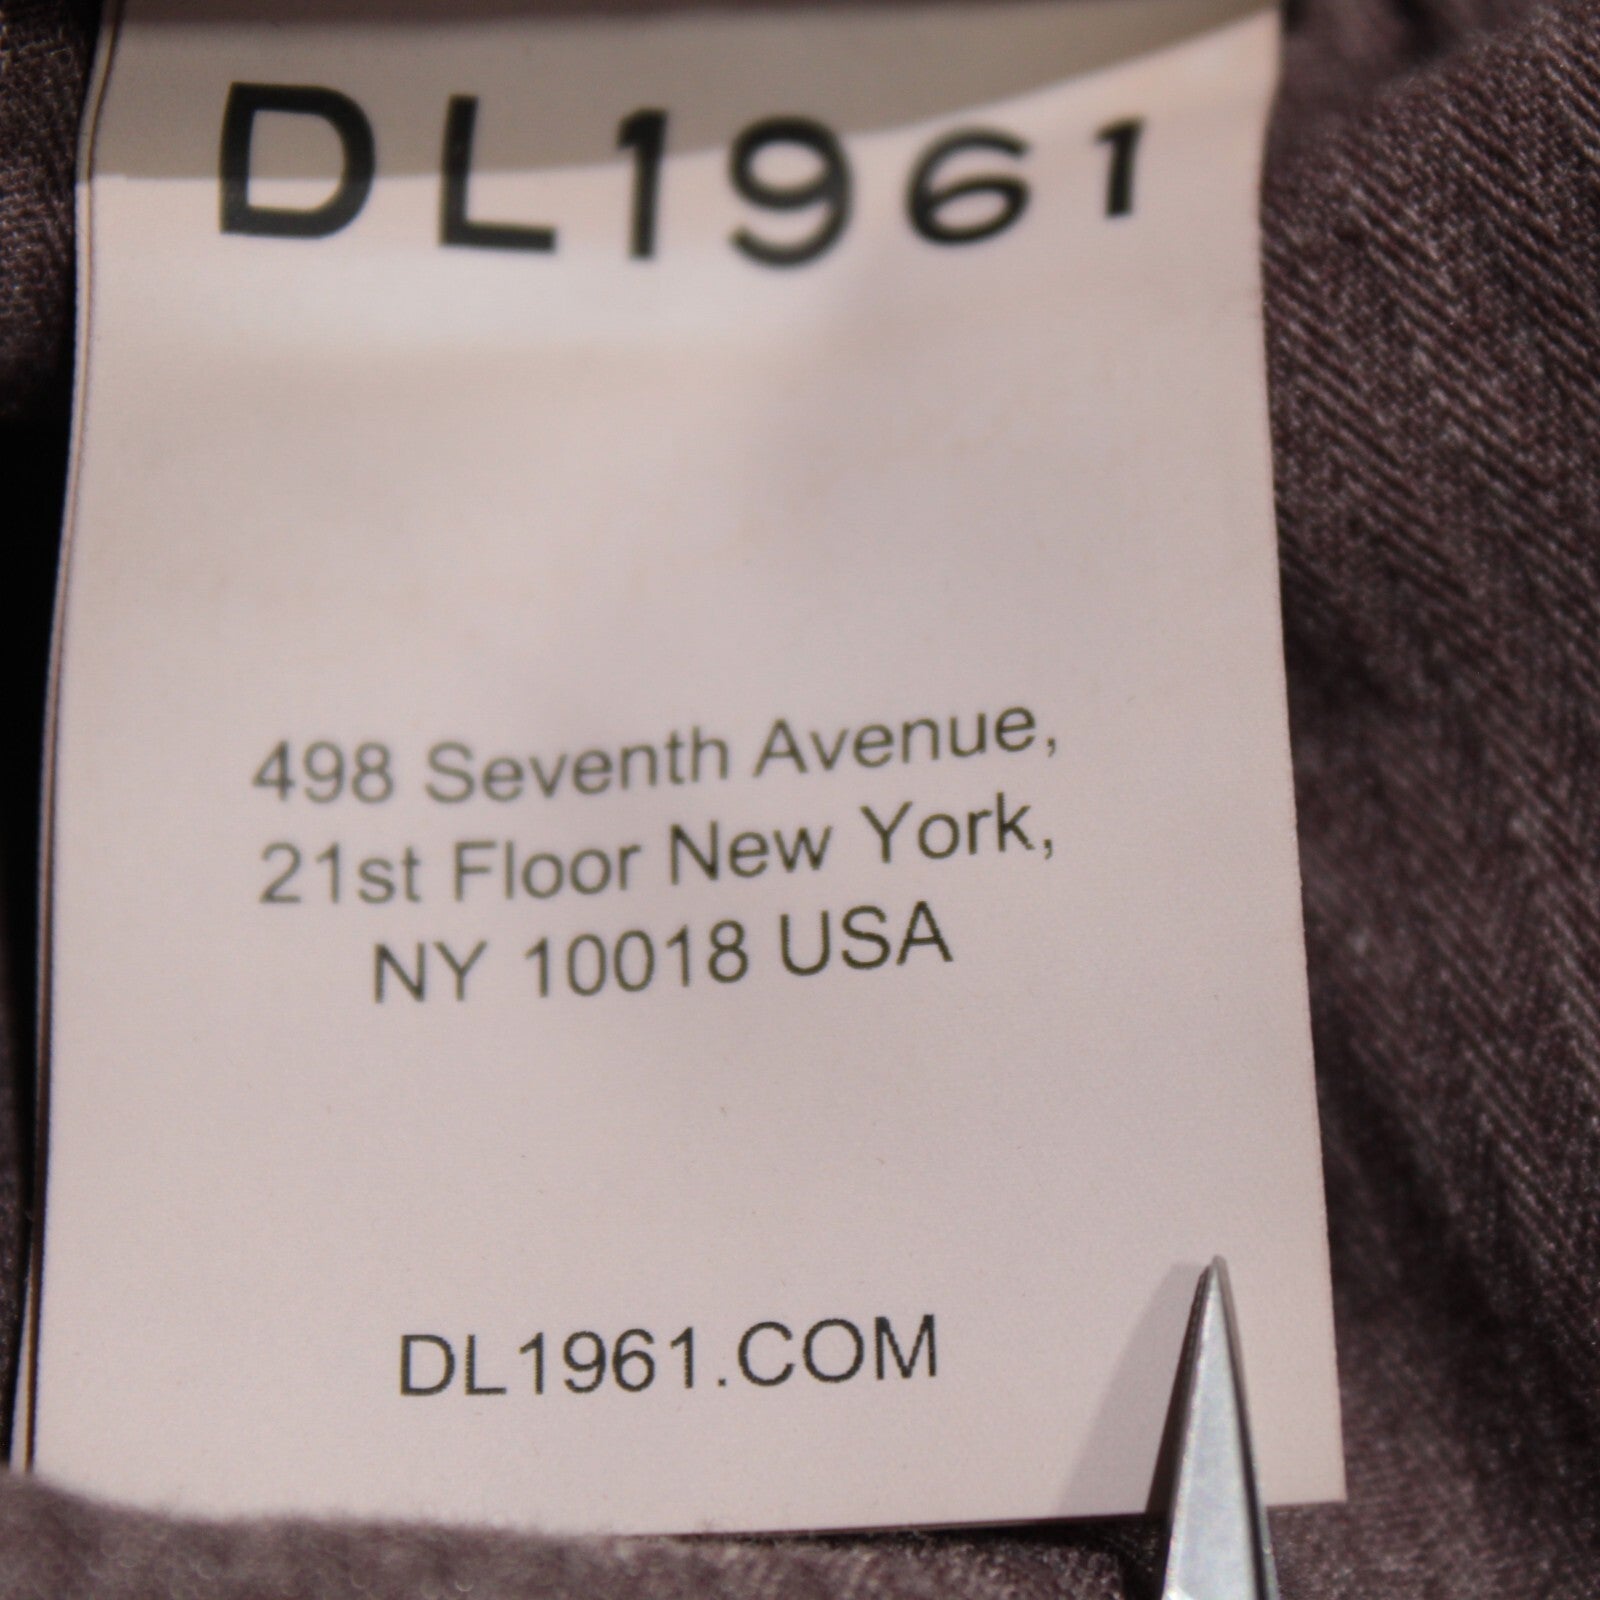 DL1961
498 Seventh Avenue,
21st Floor New York,
NY 10018 USA
DL1961.COM